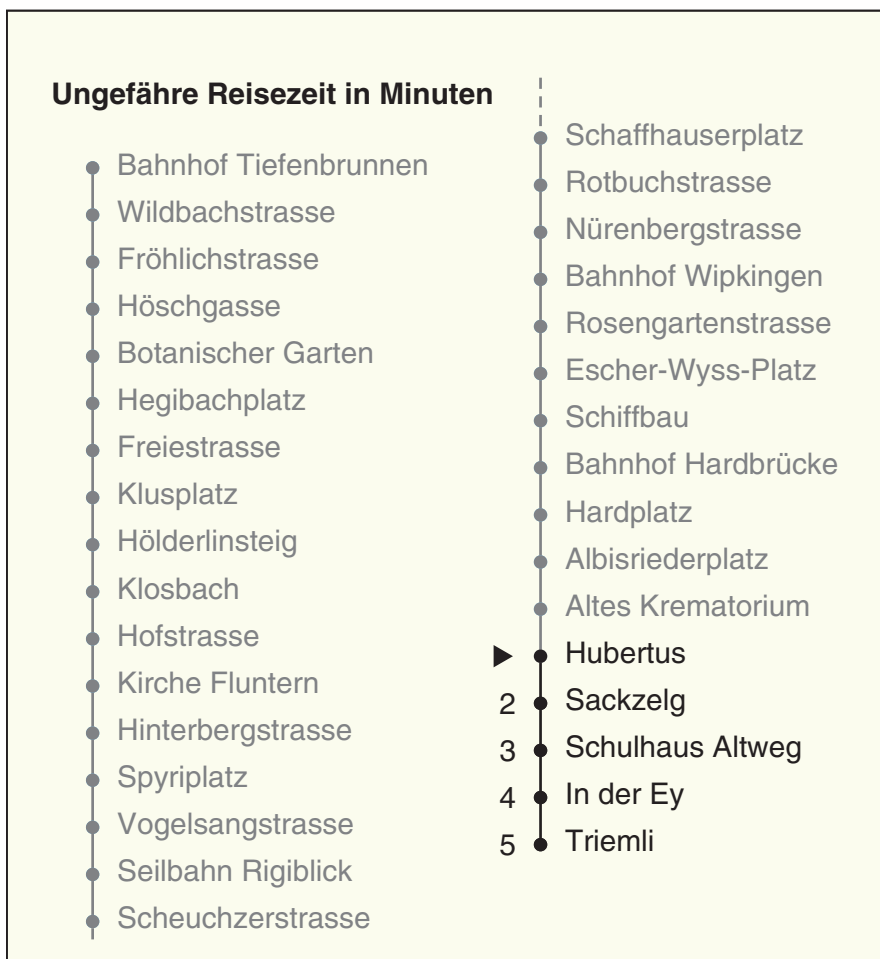 Ungefähre Reisezeit in Minuten
Bahnhof Tiefenbrunnen
Wildbachstrasse
Fröhlichstrasse
Höschgasse
Botanischer Garten
Hegibachplatz
Freiestrasse
Klusplatz
Hölderlinsteig
Klosbach
Hofstrasse
Kirche Fluntern
Hinterbergstrasse
Spyriplatz
Vogelsangstrasse
Seilbahn Rigiblick
Scheuchzerstrasse
Schaffhauserplatz
Rotbuchstrasse
Nürenbergstrasse
Bahnhof Wipkingen
Rosengartenstrasse
Escher-Wyss-Platz
Schiffbau
Bahnhof Hardbrücke
Hardplatz
Albisriederplatz
Altes Krematorium
Hubertus
2 Sackzelg
3 Schulhaus Altweg
4 In der Ey
5 Triemli